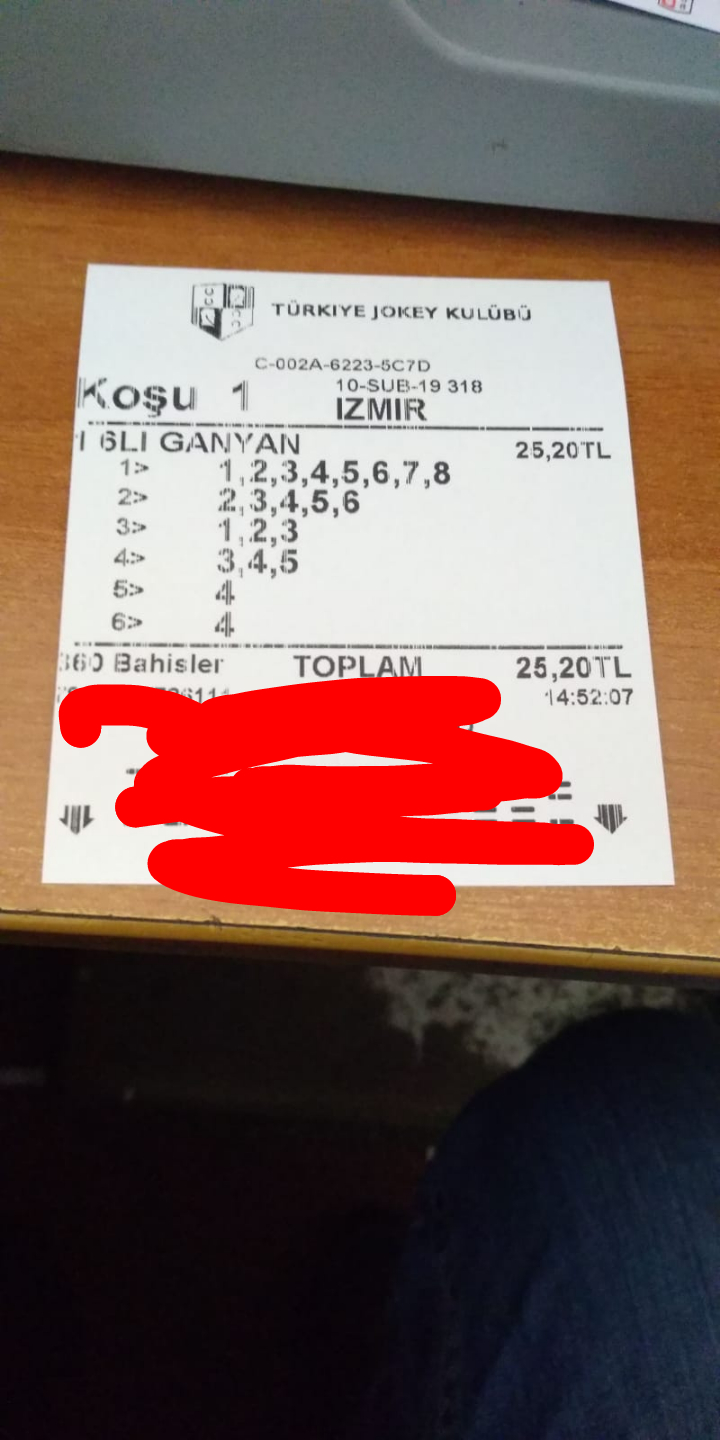 TÜRKIYE JOKEY KULÜBÜ
C-002A-6223-5C7D
Koşu 1
10-SUB-19 318
IZMIR
1 6LI GANYAN 25,20TL
1> 1,2,3,4,5,6,7,8
2> 2,3,4,5,6
3> 1,2,3
4> 3,4,5
5> 4
6> 4
360 Bahisler TOPLAM 25,20TL
14:52:07